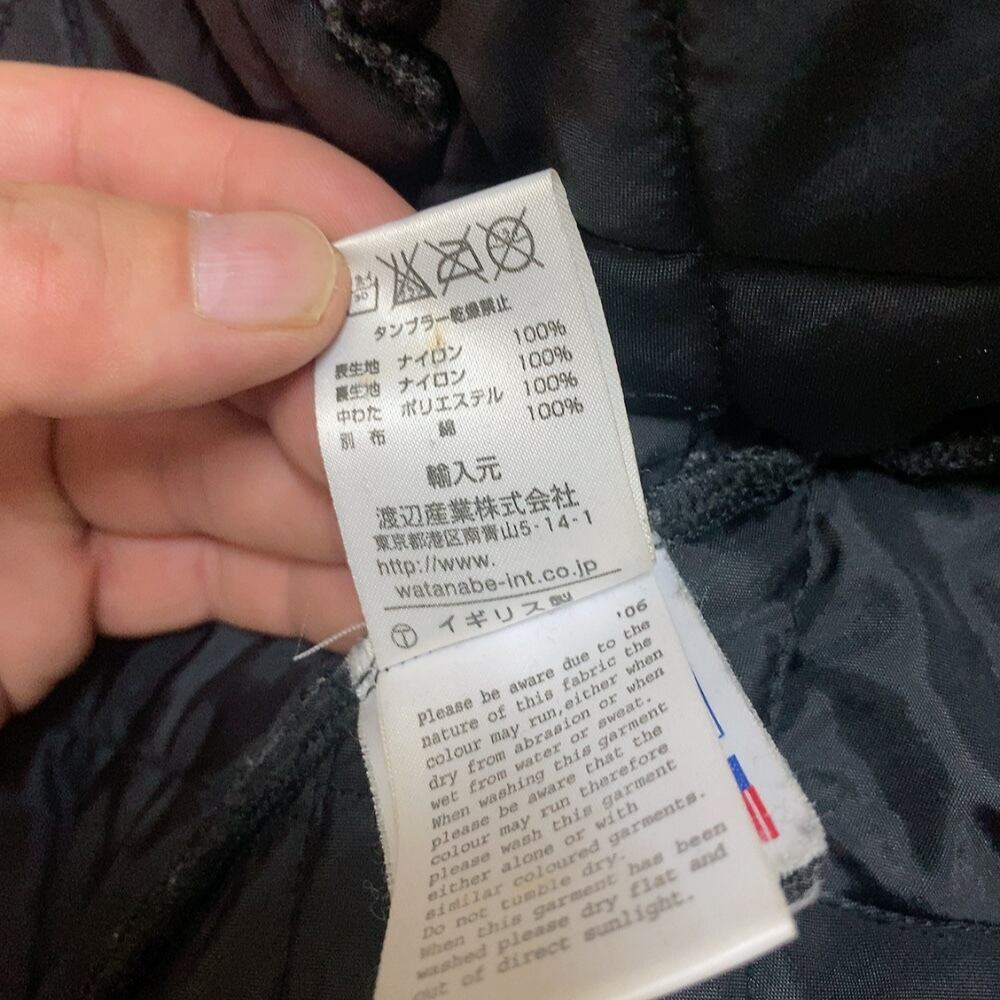 タンブラー乾燥禁止
表生地 ナイロン 100%
裏生地 ナイロン 100%
中わた ポリエステル 100%
別布 綿 100%
輸入元
渡辺産業株式会社
東京都港区南青山5-14-1
http://www.
watanabe-int.co.jp
イギリス製
'06
please be aware due to the
nature of this fabric the
colour may run, either when
dry from abrasion or when
wet from water or sweat.
When washing this garment
please be aware that the
colour may run therefore
please wash this garment
either alone or with
similar coloured garments.
Do not tumble dry.
When this garment has been
washed please dry flat and
out of direct sunlight.